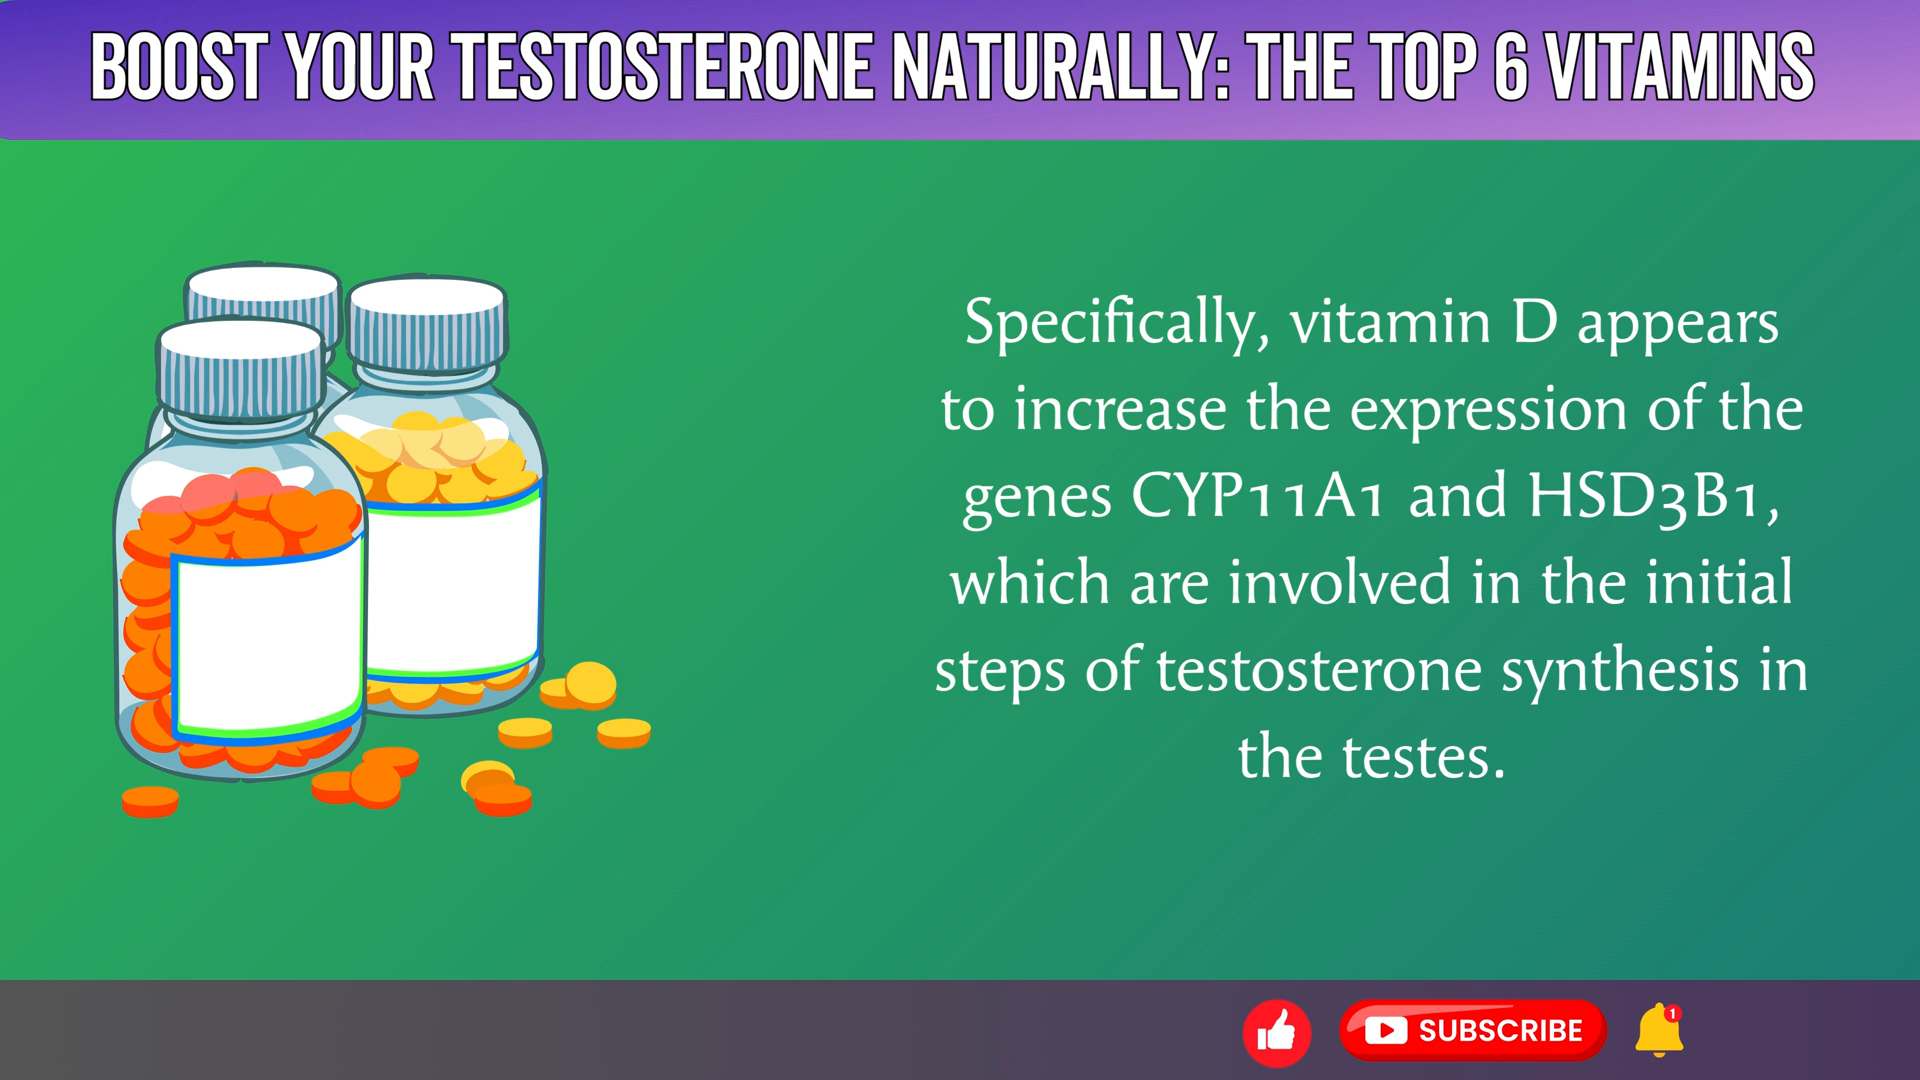 BOOST YOUR TESTOSTERONE NATURALLY: THE TOP 6 VITAMINS
Specifically, vitamin D appears
to increase the expression of the
genes CYP11A1 and HSD3B1,
which are involved in the initial
steps of testosterone synthesis in
the testes.
SUBSCRIBE
1